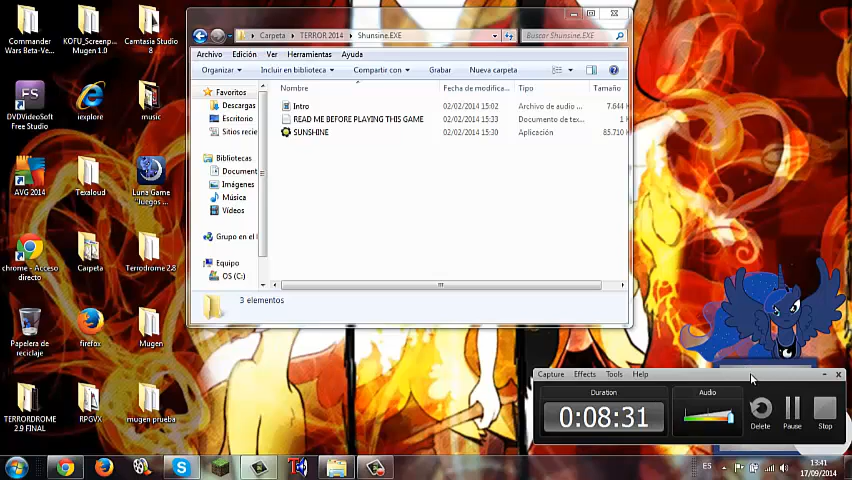 Commander
Wars Beta-Ve...
KOFU_Screenp...
Mugen 1.0
Camtasia Studio
8
ES
DVDVideoSoft
Free Studio
iexplore
music
AVG 2014
Texaloud
Luna Game
"Juegos ...
chrome - Acceso
directo
Carpeta
Terrodrome 2.8
Papelera de
reciclaje
firefox
Mugen
TERRORDROME
2.9 FINAL
RPGVX
mugen prueba
Carpeta
TERROR 2014
Shunsine.EXE
Buscar Shunsine.EXE
Archivo Edición Ver Herramientas Ayuda
Organizar Incluir en biblioteca Compartir con Grabar Nueva carpeta
Favoritos
Descargas
Escritorio
Sitios recie
Bibliotecas
Document
Imágenes
Música
Vídeos
Grupo en el
Equipo
OS (C:)
Nombre Fecha de modifica... Tipo Tamaño
Intro 02/02/2014 15:02 Archivo de audio ... 7.644 K
READ ME BEFORE PLAYING THIS GAME 02/02/2014 15:33 Documento de tex... 1 K
SUNSHINE 02/02/2014 15:30 Aplicación 85.710 K
3 elementos
Capture Effects Tools Help
Duration
0:08:31
Audio
Delete
Pause
Stop
ES
13:41
17/09/2014